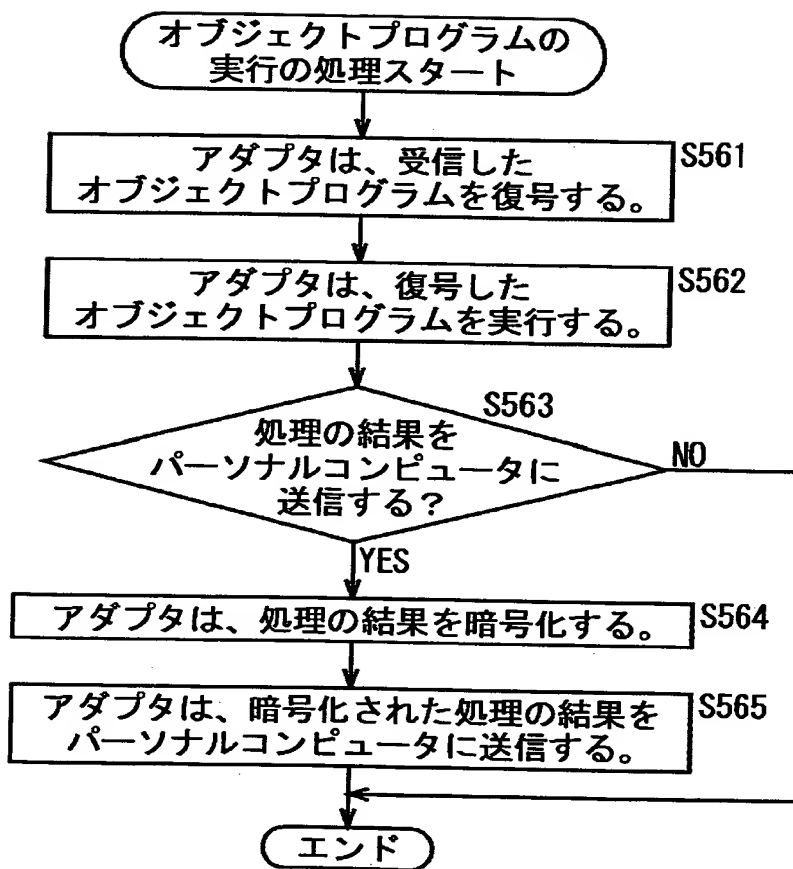 オブジェクトプログラムの
実行の処理スタート
アダプタは、受信した
オブジェクトプログラムを復号する。
S561
アダプタは、復号した
オブジェクトプログラムを実行する。
S562
S563
処理の結果を
パーソナルコンピュータに
送信する？
NO
YES
アダプタは、処理の結果を暗号化する。
S564
アダプタは、暗号化された処理の結果を
パーソナルコンピュータに送信する。
S565
エンド